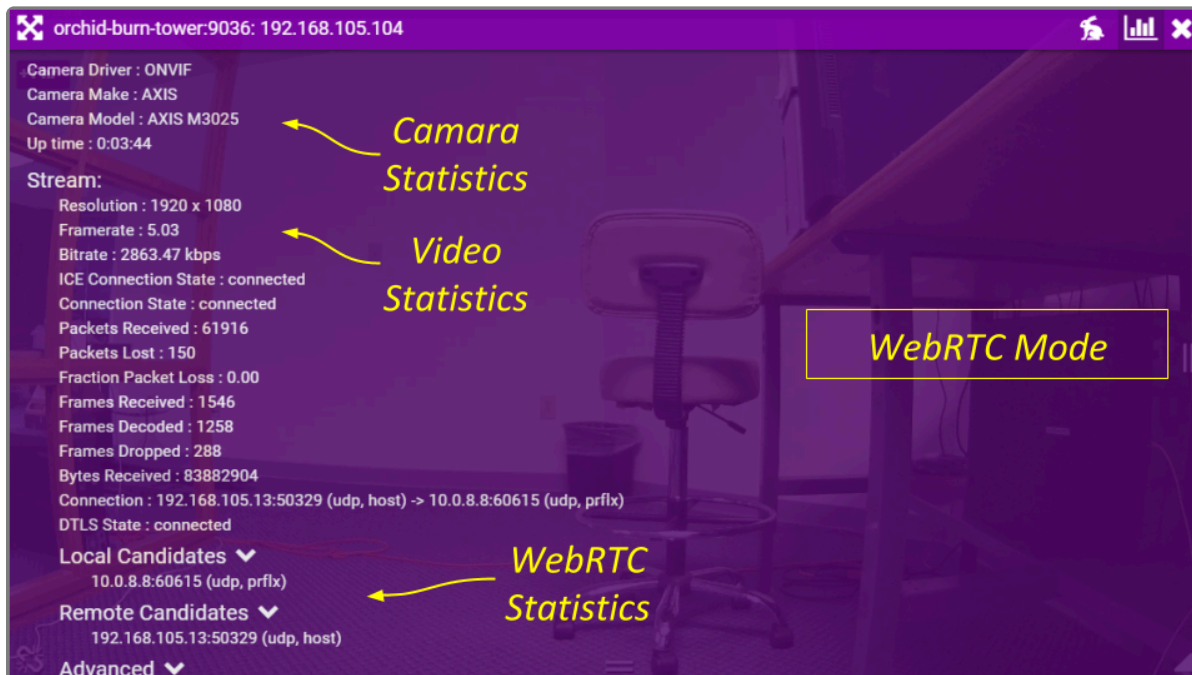 orchid-burn-tower:9036: 192.168.105.104
Camera Driver : ONVIF
Camera Make : AXIS
Camera Model : AXIS M3025
Up time : 0:03:44
Camara
Statistics
Stream:
Resolution : 1920 x 1080
Framerate : 5.03
Bitrate : 2863.47 kbps
ICE Connection State : connected
Connection State : connected
Packets Received : 61916
Packets Lost : 150
Fraction Packet Loss : 0.00
Frames Received : 1546
Frames Decoded : 1258
Frames Dropped : 288
Bytes Received : 83882904
Connection : 192.168.105.13:50329 (udp, host) -> 10.0.8.8:60615 (udp, prflx)
DTLS State : connected
Video
Statistics
WebRTC Mode
Local Candidates
10.0.8.8:60615 (udp, prflx)
Remote Candidates
192.168.105.13:50329 (udp, host)
Advanced
WebRTC
Statistics